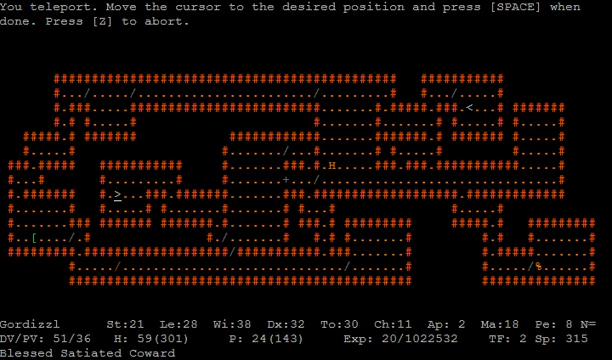 You teleport. Move the cursor to the desired position and press [SPACE] when
done. Press [Z] to abort.
Gordizzl St:21 Le:28 Wi:38 Dx:32 To:30 Ch:11 Ap: 2 Ma:18 Pe: 8 N=
DV/PV: 51/36 H: 59(301) P: 24(143) Exp: 20/1022532 TF: 2 Sp: 315
Blessed Satiated Coward